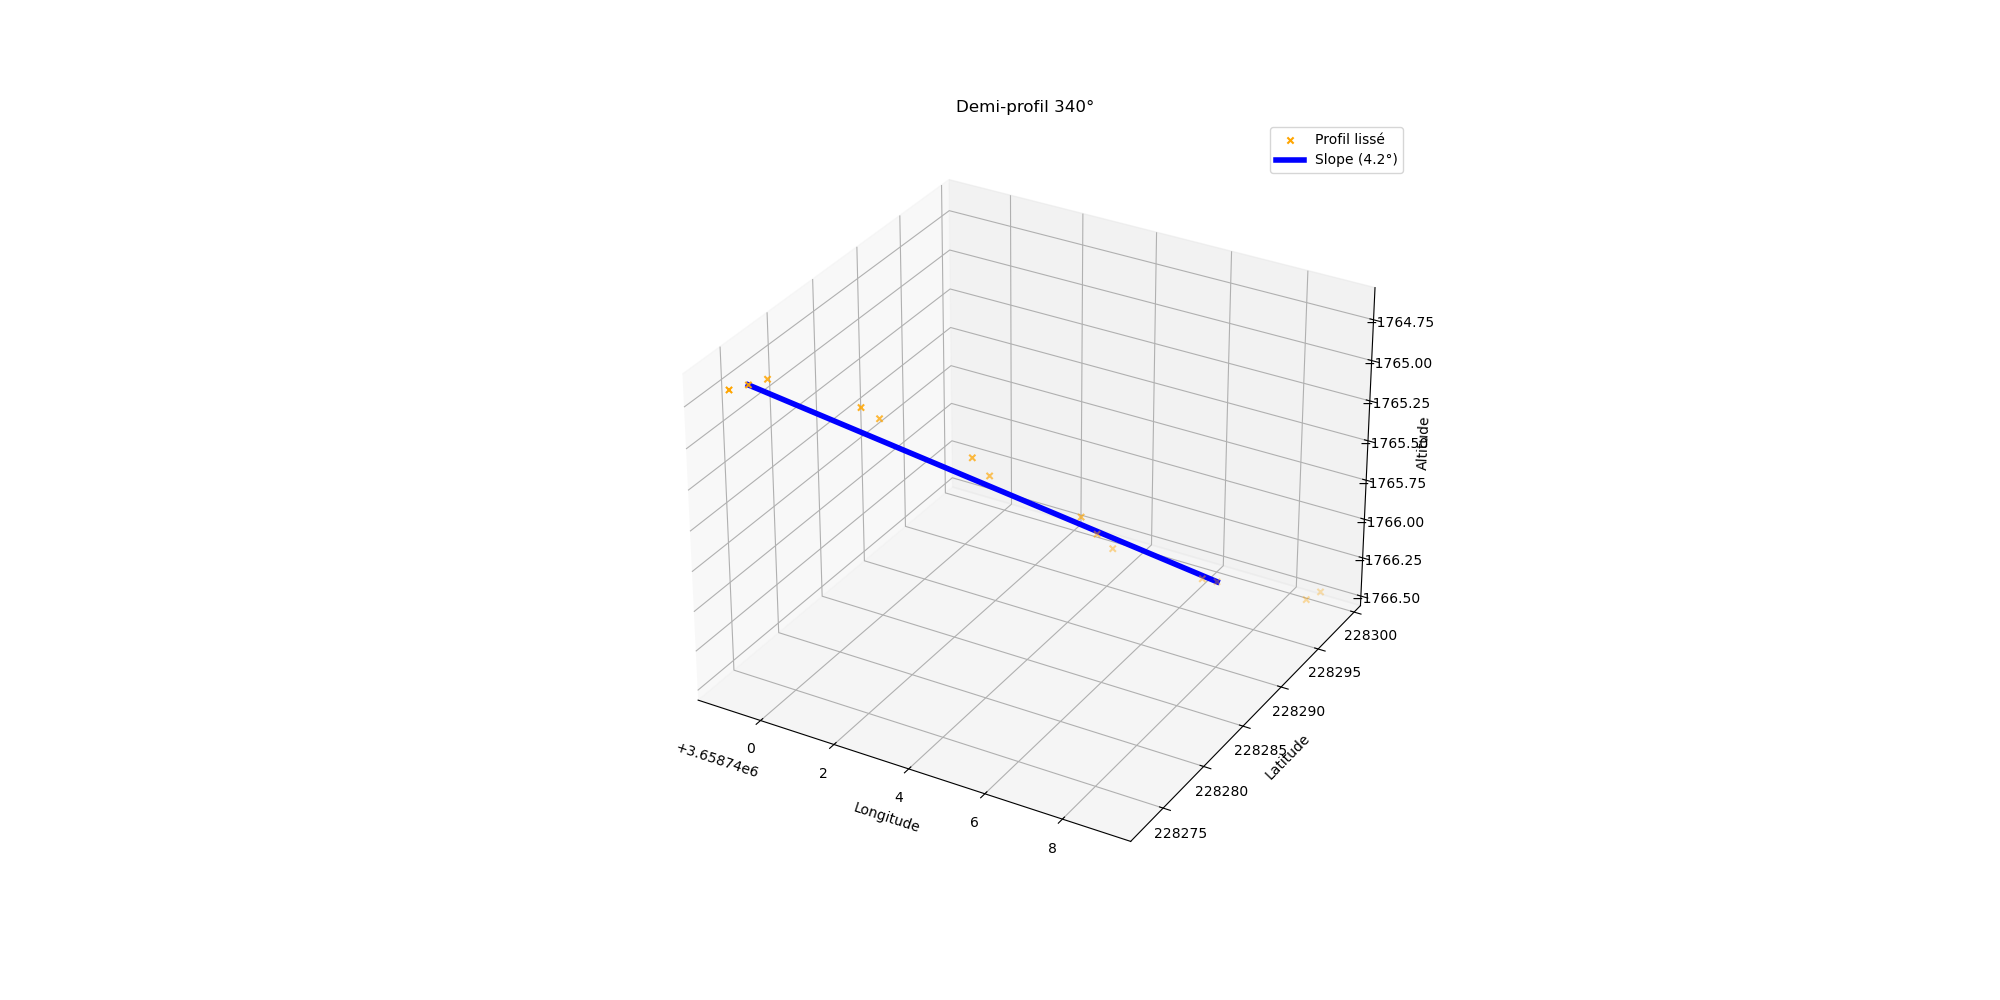 Demi-profil 340°
Profil lissé
Slope (4.2°)
−1764.75
−1765.00
−1765.25
−1765.50
−1765.75
−1766.00
−1766.25
−1766.50
Altitude
228300
228295
228290
228285
228280
228275
Latitude
0
2
4
6
8
+3.65874e6
Longitude